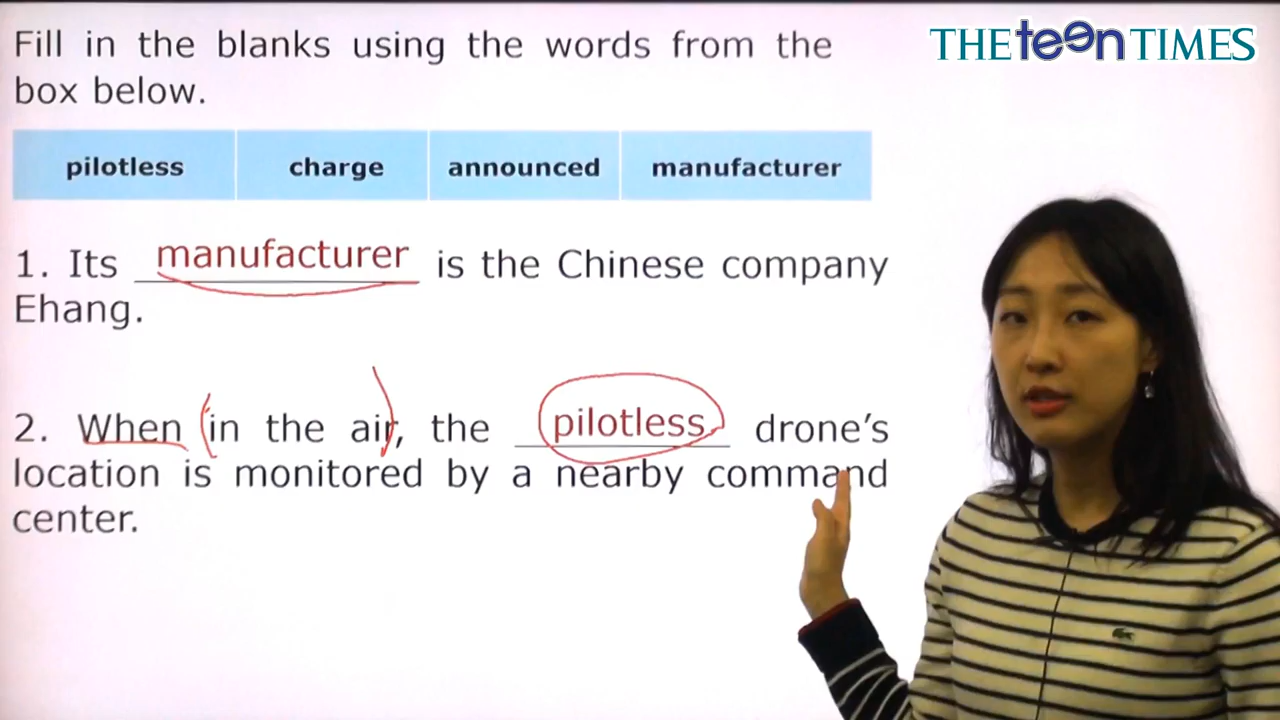 THE teen TIMES
Fill in the blanks using the words from the
box below.
pilotless charge announced manufacturer
1. Its manufacturer is the Chinese company
Ehang.
2. When in the air, the pilotless drone's
location is monitored by a nearby command
center.